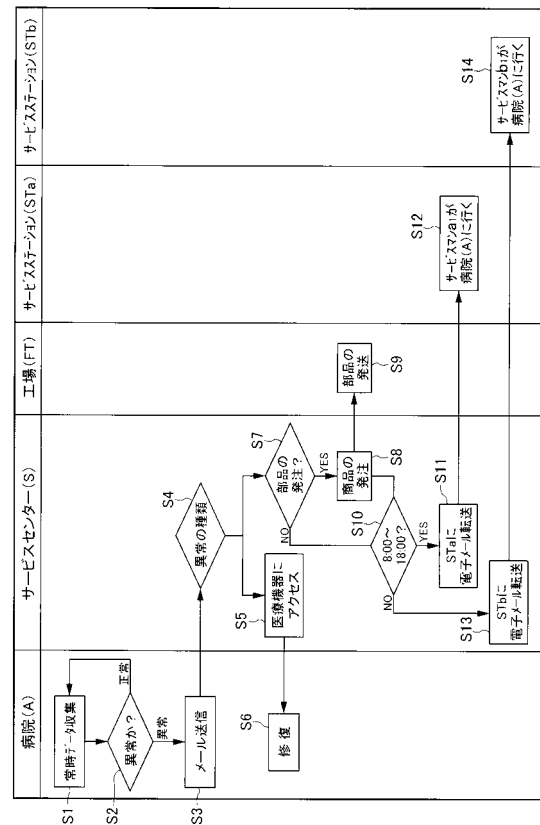 病院(A)
サービスセンター(S)
工場(FT)
サービスステーション(STa)
サービスステーション(STb)
S1
常時データ収集
S2
異常か?
正常
異常
S3
メール送信
S4
異常の種類
S5
医療機器に
アクセス
S6
修復
S7
部品の発注?
NO
YES
S8
商品の発注
S9
部品の
発送
S10
8:00~
18:00?
NO
YES
S11
STaに
電子メール転送
S12
サービスマンa1が
病院(A)に行く
S13
STbに
電子メール転送
S14
サービスマンb1が
病院(A)に行く